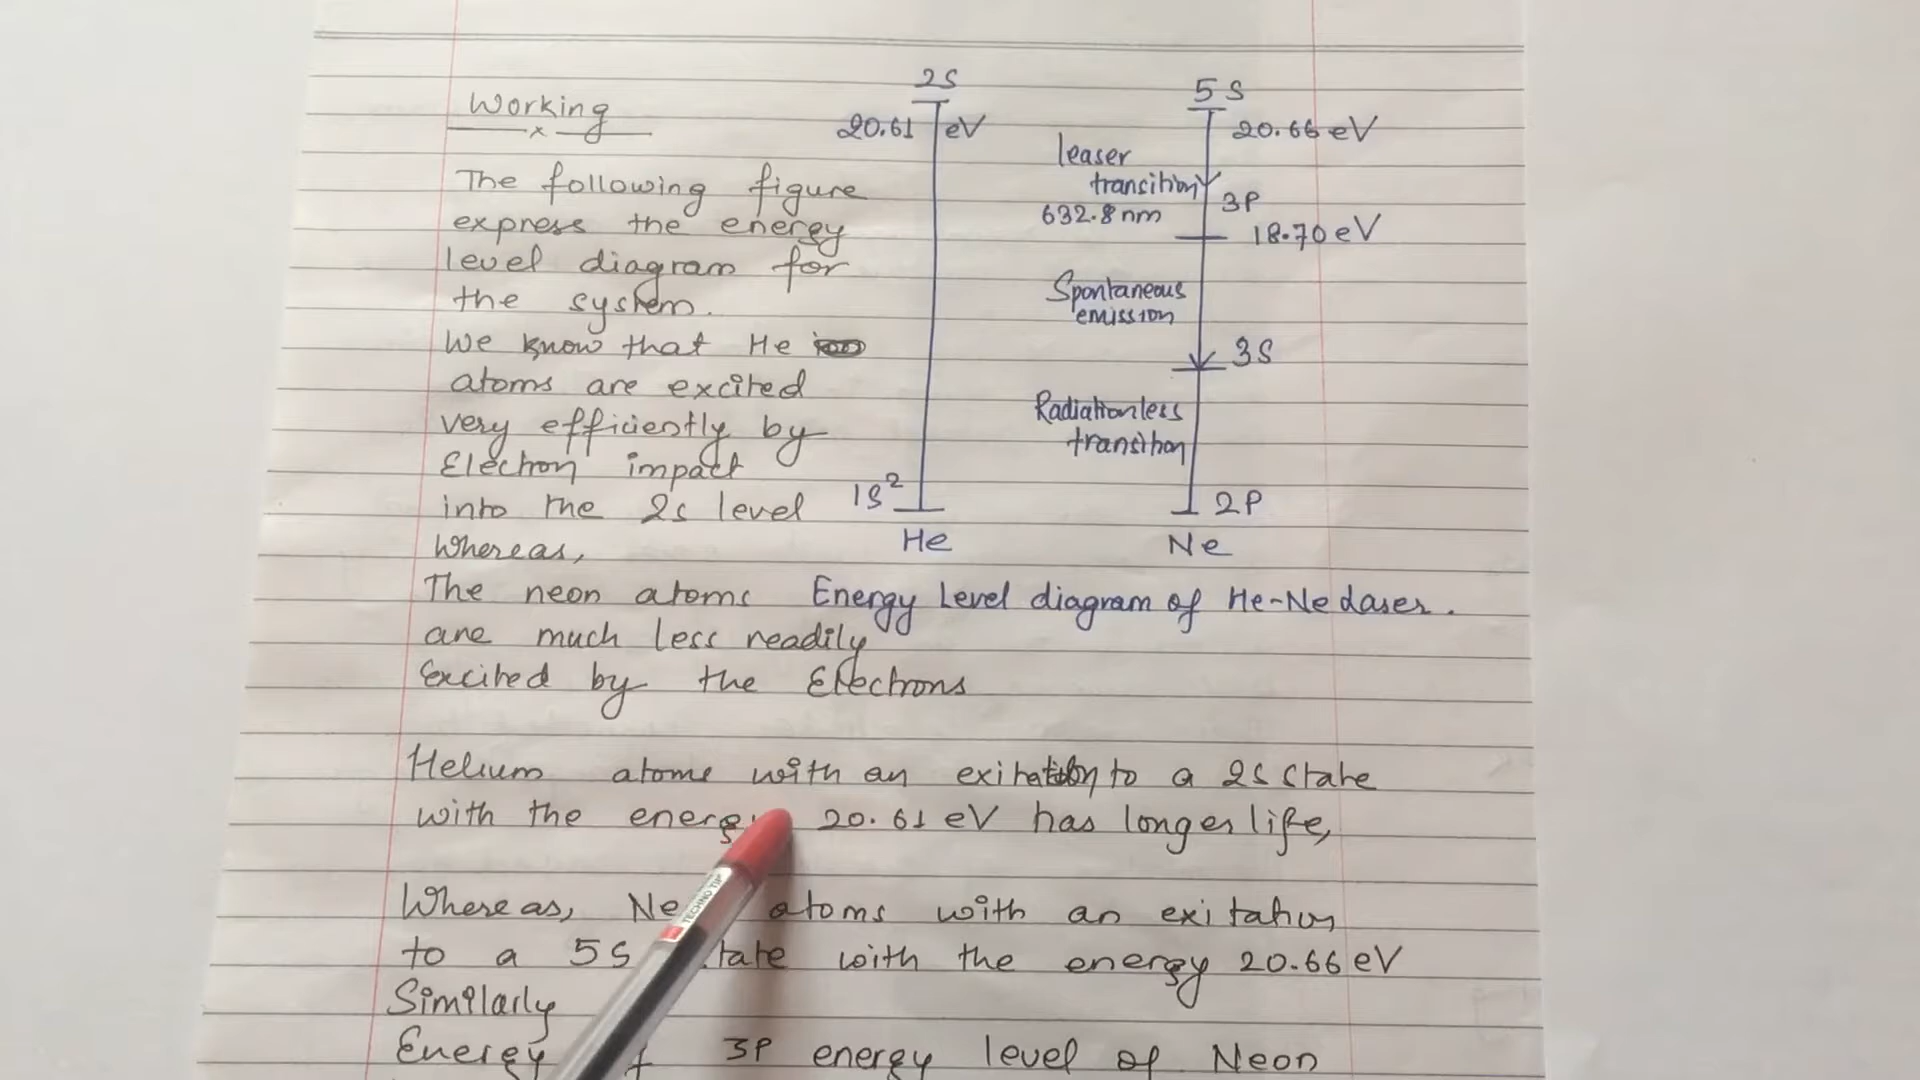 Working
The following figure
express the energy
level diagram for
the system.
We know that He
atoms are excited
very efficiently by
Electron impact
into the 2s level
Whereas,
The neon atoms
are much less readily
Excited by the Electrons
2S
20.61 eV
1S²
He
5S
20.66 eV
leaser
transition
632.8 nm
3P
18.70 eV
Spontaneous
emission
3S
Radiationless
transition
2P
Ne
Energy Level diagram of He-Ne
Helium atoms with an to a 2s state
with the 20.61 eV has longer life,
Whereas, Ne atoms with an exitation
to a 5S with the energy 20.66 eV
Similarly
Energy 3P energy level of Neon
TECHNO TIP